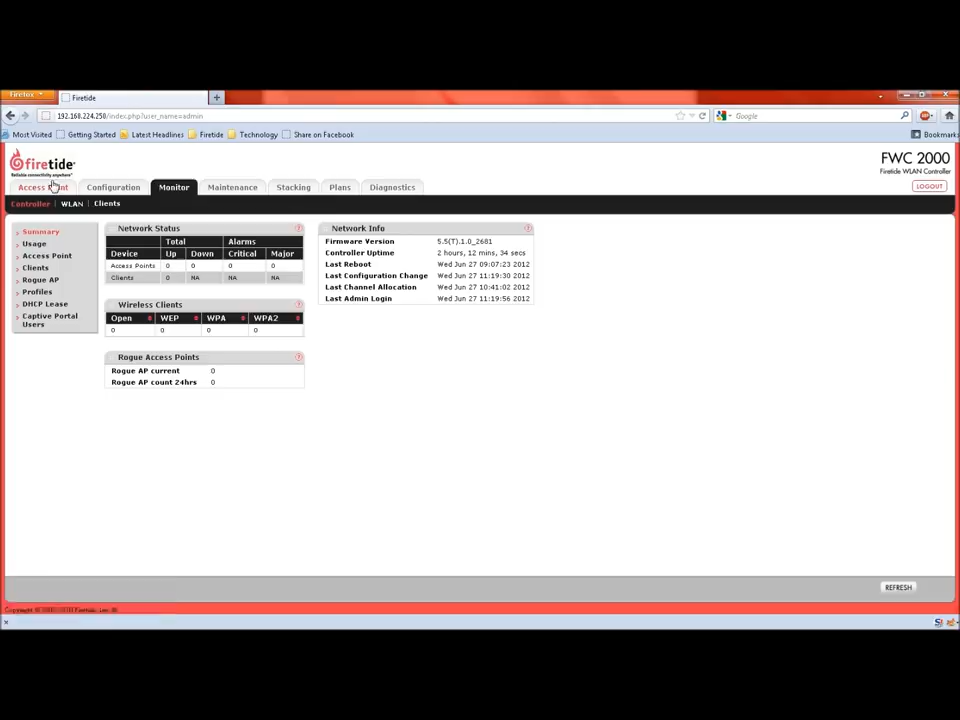 Firefox
Firetide
192.168.224.250/index.php?user_name=admin
Google
Most Visited Getting Started Latest Headlines Firetide Technology Share on Facebook Bookmarks
firetide
Reliable connectivity anywhere
FWC 2000
Firetide WLAN Controller
Access Point Configuration Monitor Maintenance Stacking Plans Diagnostics LOGOUT
Controller WLAN Clients
Summary
Usage
Access Point
Clients
Rogue AP
Profiles
DHCP Lease
Captive Portal
Users
Network Status
Total Alarms
Device Up Down Critical Major
Access Points 0 0 0 0
Clients 0 NA NA NA
Wireless Clients
Open WEP WPA WPA2
0 0 0 0
Rogue Access Points
Rogue AP current 0
Rogue AP count 24hrs 0
Network Info
Firmware Version 5.5(T).1.0_2681
Controller Uptime 2 hours, 12 mins, 34 secs
Last Reboot Wed Jun 27 09:07:23 2012
Last Configuration Change Wed Jun 27 11:19:30 2012
Last Channel Allocation Wed Jun 27 10:41:02 2012
Last Admin Login Wed Jun 27 11:19:56 2012
REFRESH